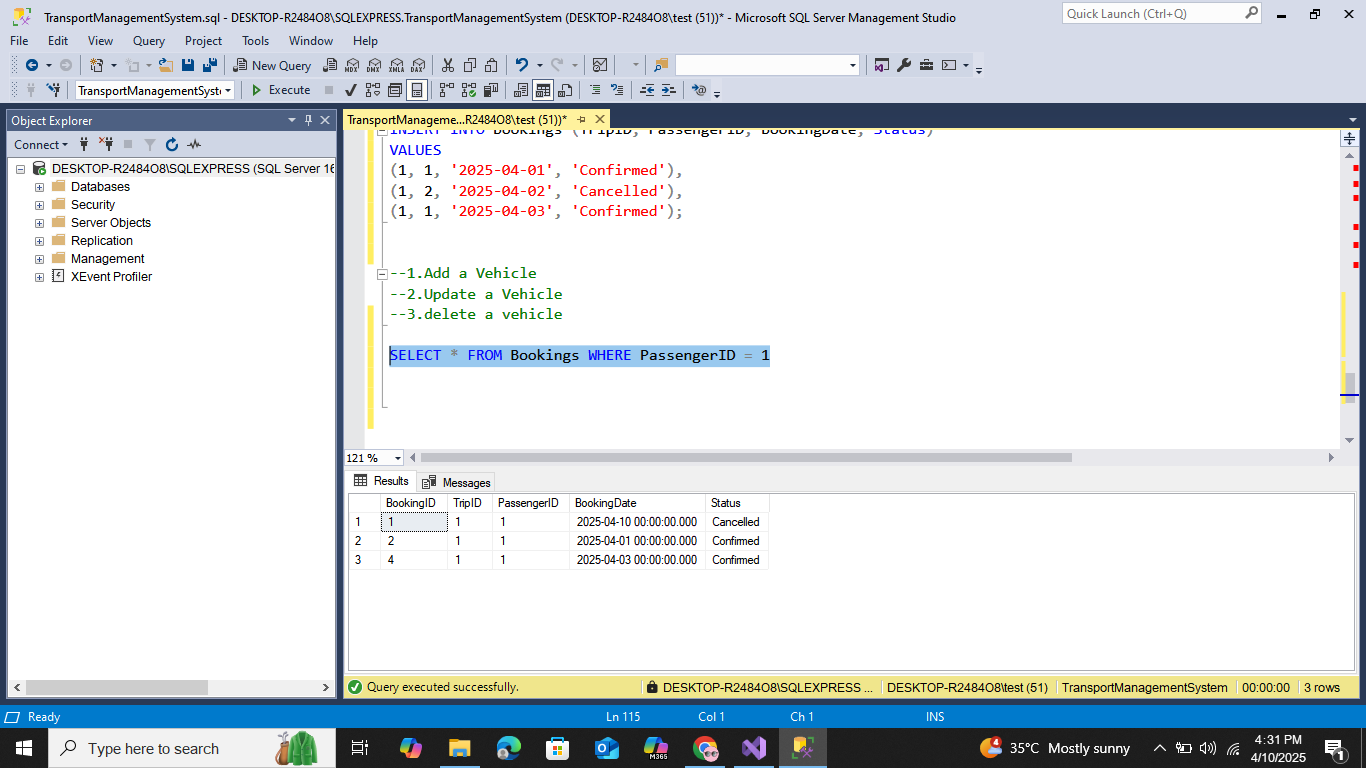 TransportManagementSystem.sql - DESKTOP-R2484O8\SQLEXPRESS.TransportManagementSystem (DESKTOP-R2484O8\test (51))* - Microsoft SQL Server Management Studio
Quick Launch (Ctrl+Q)
File Edit View Query Project Tools Window Help
New Query MDX DMX XMLA DAX
TransportManagementSyste Execute
Object Explorer
TransportManageme...R2484O8\test (51))*
Connect
DESKTOP-R2484O8\SQLEXPRESS (SQL Server 16
Databases
Security
Server Objects
Replication
Management
XEvent Profiler
INSERT INTO Bookings (TripID, PassengerID, BookingDate, Status)
VALUES
(1, 1, '2025-04-01', 'Confirmed'),
(1, 2, '2025-04-02', 'Cancelled'),
(1, 1, '2025-04-03', 'Confirmed');
--1.Add a Vehicle
--2.Update a Vehicle
--3.delete a vehicle
SELECT * FROM Bookings WHERE PassengerID = 1
121 %
Results Messages
BookingID TripID PassengerID BookingDate Status
1 1 1 1 2025-04-10 00:00:00.000 Cancelled
2 2 1 1 2025-04-01 00:00:00.000 Confirmed
3 4 1 1 2025-04-03 00:00:00.000 Confirmed
Query executed successfully. DESKTOP-R2484O8\SQLEXPRESS ... DESKTOP-R2484O8\test (51) TransportManagementSystem 00:00:00 3 rows
Ready Ln 115 Col 1 Ch 1 INS
Type here to search M365 4 35°C Mostly sunny 4:31 PM 1
4/10/2025